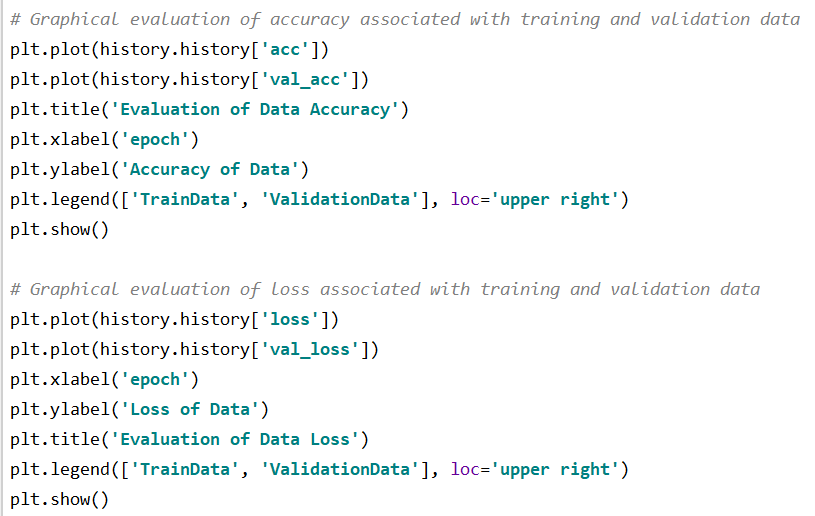 # Graphical evaluation of accuracy associated with training and validation data
plt.plot(history.history['acc'])
plt.plot(history.history['val_acc'])
plt.title('Evaluation of Data Accuracy')
plt.xlabel('epoch')
plt.ylabel('Accuracy of Data')
plt.legend(['TrainData', 'ValidationData'], loc='upper right')
plt.show()
# Graphical evaluation of loss associated with training and validation data
plt.plot(history.history['loss'])
plt.plot(history.history['val_loss'])
plt.xlabel('epoch')
plt.ylabel('Loss of Data')
plt.title('Evaluation of Data Loss')
plt.legend(['TrainData', 'ValidationData'], loc='upper right')
plt.show()